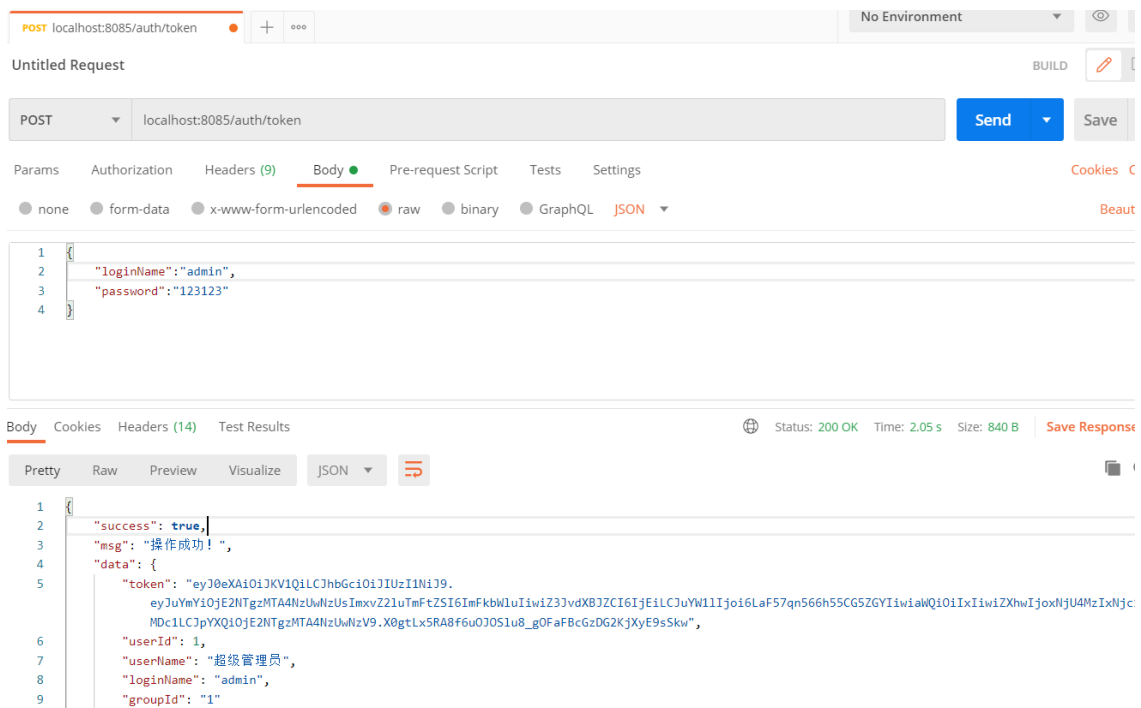 POST localhost:8085/auth/token
No Environment
Untitled Request
BUILD
POST localhost:8085/auth/token Send Save
Params Authorization Headers (9) Body Pre-request Script Tests Settings Cookies
none form-data x-www-form-urlencoded raw binary GraphQL JSON Beaut
1 {
2 "loginName":"admin",
3 "password":"123123"
4 }
Body Cookies Headers (14) Test Results Status: 200 OK Time: 2.05 s Size: 840 B Save Response
Pretty Raw Preview Visualize JSON
1 {
2 "success": true,
3 "msg": "操作成功！",
4 "data": {
5 "token": "eyJ0eXAiOiJKV1QiLCJhbGciOiJIUzI1NiJ9.
eyJuYmYiOjE2NTgzMTA4NzUwNzUsImxvZ2luTmFtZSI6ImFkbWluIiwiZ3JvdXBJZCI6IjEiLCJuYW1lIjoi6LaF57qn566h55CG5ZGYIiwiaWQiOiIxIiwiZXhwIjoxNjU4MzIxNjc
MDc1LCJpYXQiOjE2NTgzMTA4NzUwNzV9.X0gtLx5RA8f6uOJOSlu8_gOFaFBcGzDG2KjXyE9sSkw",
6 "userId": 1,
7 "userName": "超级管理员",
8 "loginName": "admin",
9 "groupId": "1"